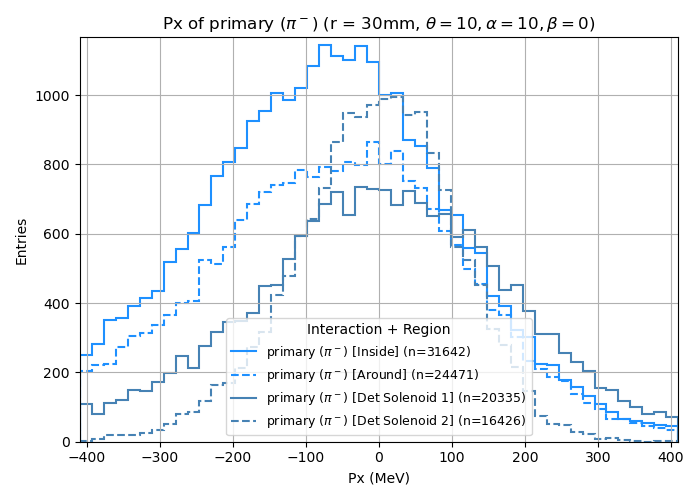 Px of primary (π⁻) (r = 30mm, θ = 10, α = 10, β = 0)
1000
800
600
400
200
0
Entries
−400 −300 −200 −100 0 100 200 300 400
Px (MeV)
Interaction + Region
primary (π⁻) [Inside] (n=31642)
primary (π⁻) [Around] (n=24471)
primary (π⁻) [Det Solenoid 1] (n=20335)
primary (π⁻) [Det Solenoid 2] (n=16426)